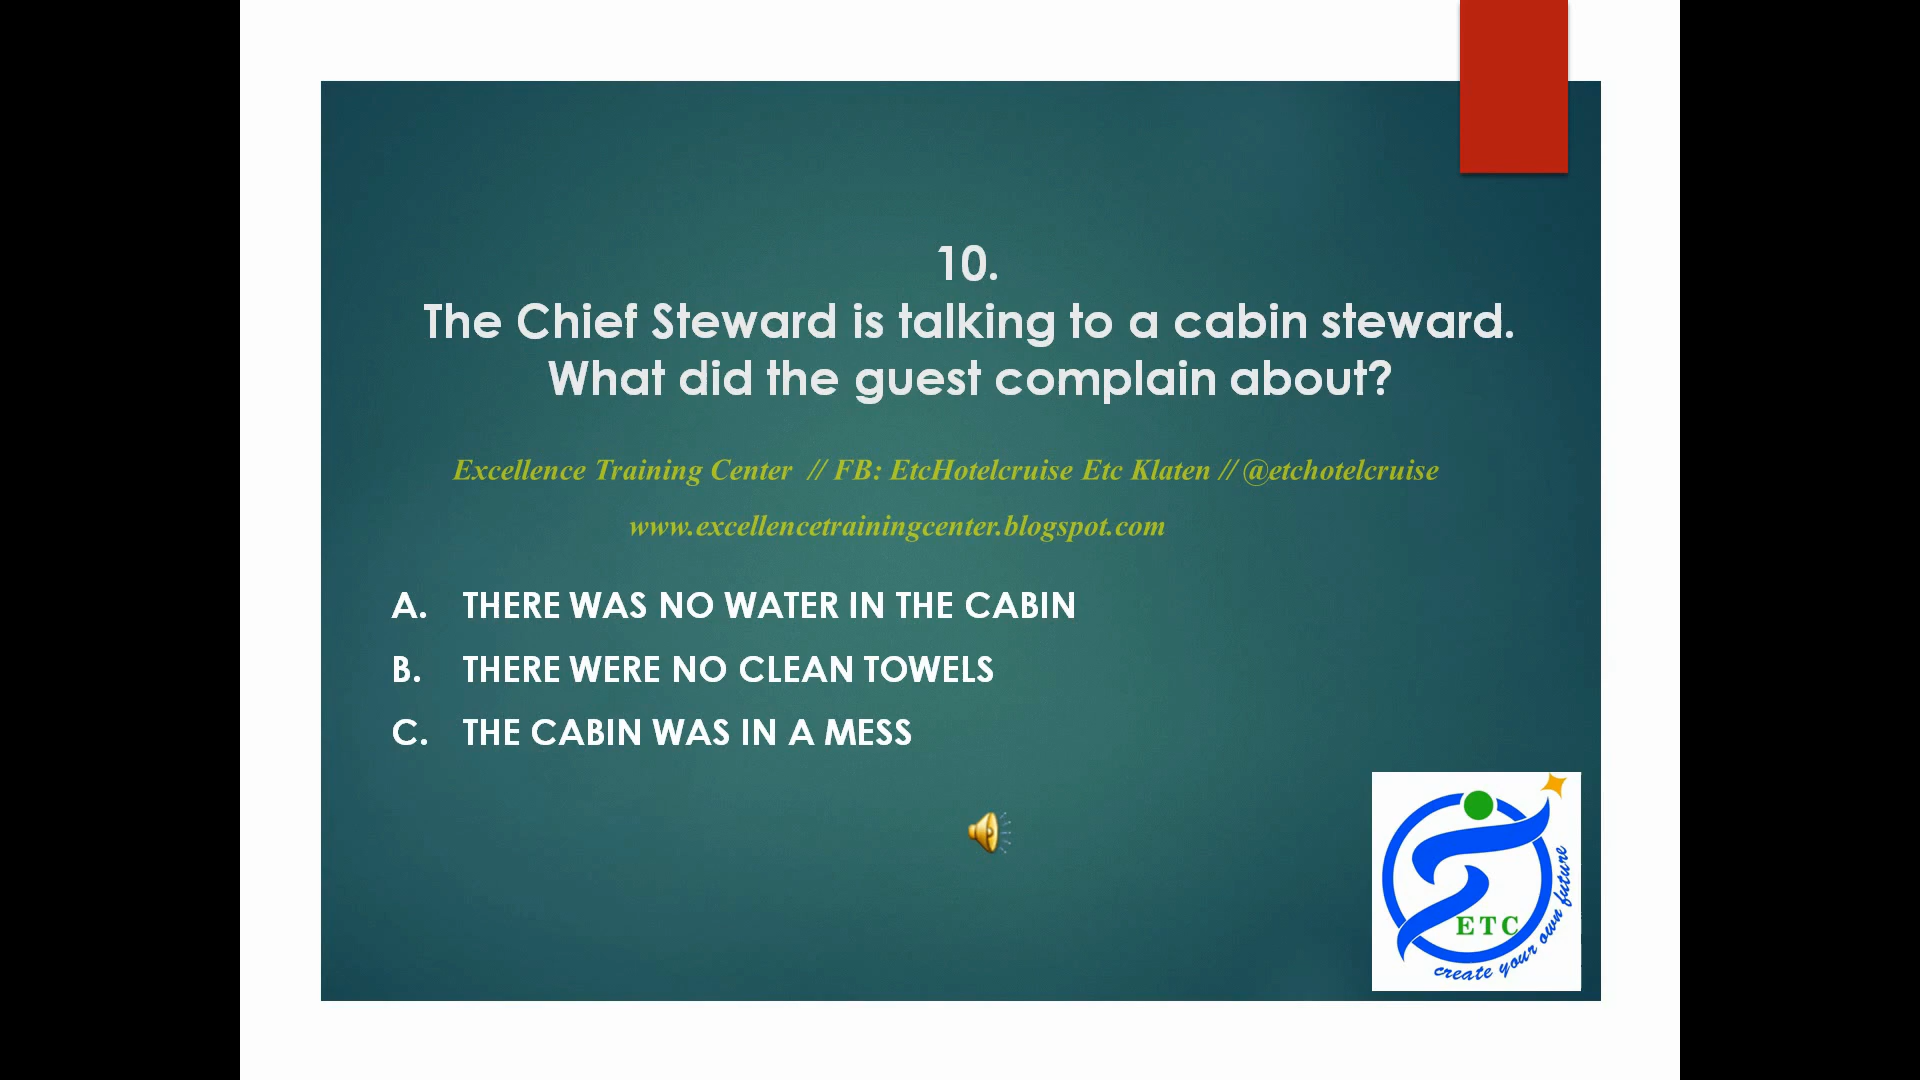 10.
The Chief Steward is talking to a cabin steward.
What did the guest complain about?
Excellence Training Center // FB: EtcHotelcruise Etc Klaten // @etchotelcruise
www.excellencetrainingcenter.blogspot.com
A. THERE WAS NO WATER IN THE CABIN
B. THERE WERE NO CLEAN TOWELS
C. THE CABIN WAS IN A MESS
ETC
create your own future